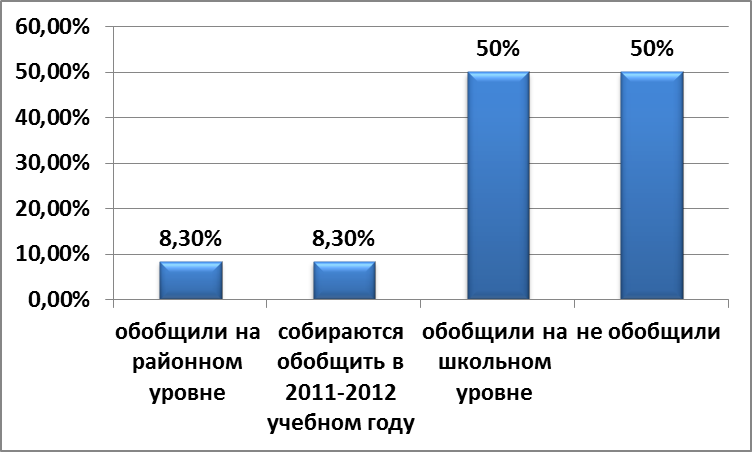 60,00%
50,00%
40,00%
30,00%
20,00%
10,00%
0,00%
8,30%
8,30%
50%
50%
обобщили на
районном
уровне
собираются
обобщить в
2011-2012
учебном году
обобщили на
школьном
уровне
не обобщили